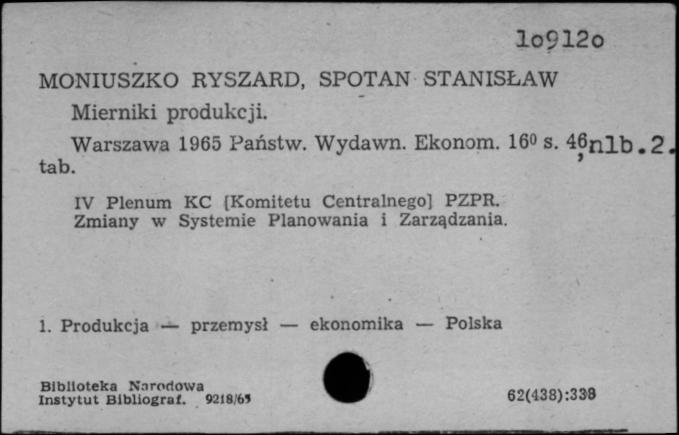 109120
MONIUSZKO RYSZARD, SPOTAN STANISŁAW
Mierniki produkcji.
Warszawa 1965 Państw. Wydawn. Ekonom. 16⁰ s. 46,nlb.2.
tab.
IV Plenum KC [Komitetu Centralnego] PZPR.
Zmiany w Systemie Planowania i Zarządzania.
1. Produkcja — przemysł — ekonomika — Polska
Biblioteka Narodowa
Instytut Bibliograf. 9218/65
62(438):338